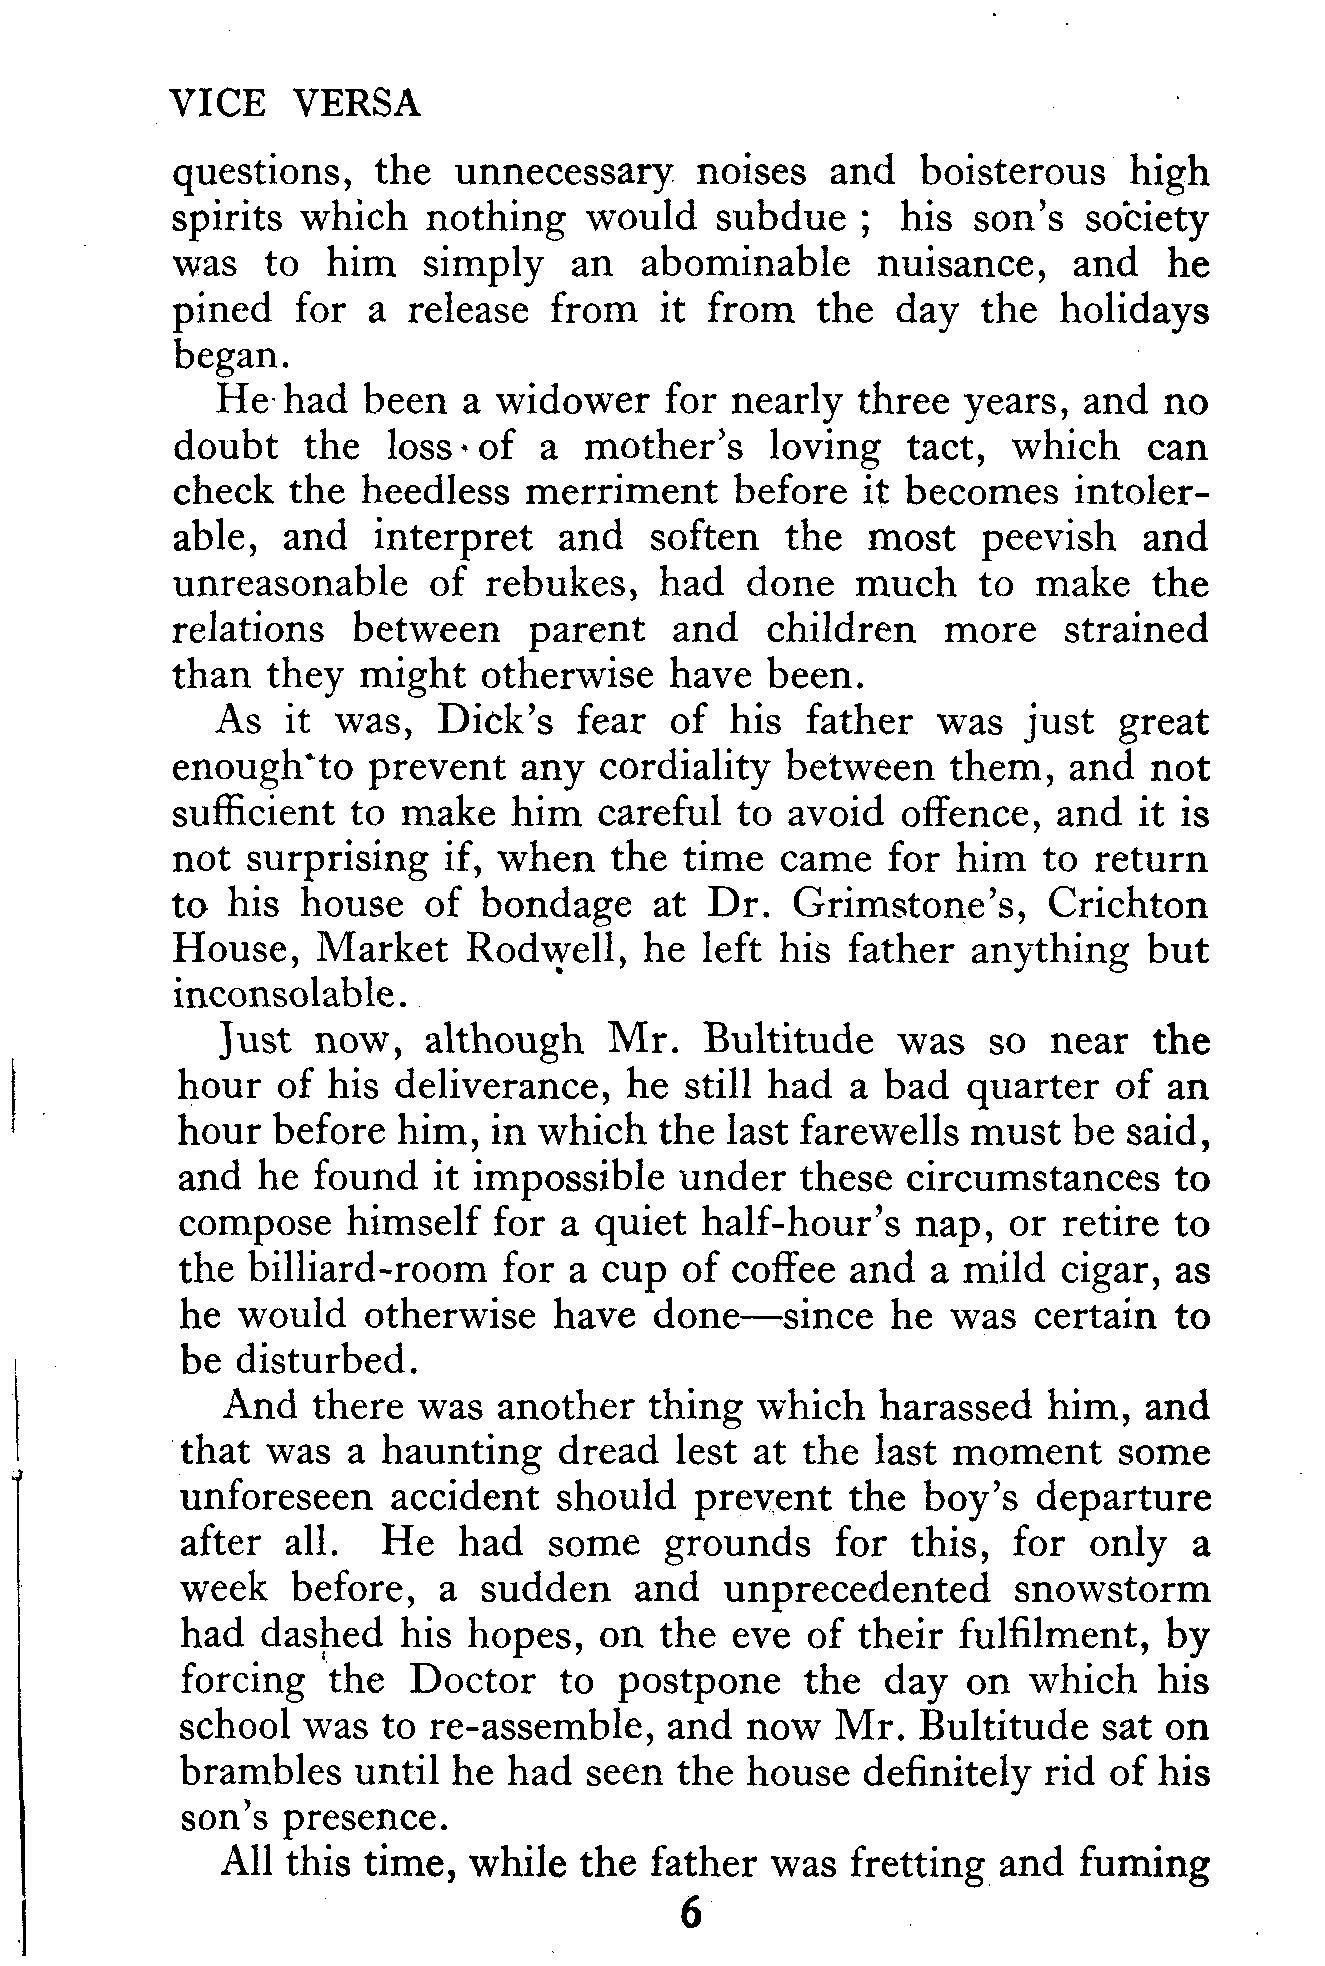 VICE VERSA
questions, the unnecessary noises and boisterous high
spirits which nothing would subdue ; his son's society
was to him simply an abominable nuisance, and he
pined for a release from it from the day the holidays
began.
He had been a widower for nearly three years, and no
doubt the loss of a mother's loving tact, which can
check the heedless merriment before it becomes intoler-
able, and interpret and soften the most peevish and
unreasonable of rebukes, had done much to make the
relations between parent and children more strained
than they might otherwise have been.
As it was, Dick's fear of his father was just great
enough to prevent any cordiality between them, and not
sufficient to make him careful to avoid offence, and it is
not surprising if, when the time came for him to return
to his house of bondage at Dr. Grimstone's, Crichton
House, Market Rodwell, he left his father anything but
inconsolable.
Just now, although Mr. Bultitude was so near the
hour of his deliverance, he still had a bad quarter of an
hour before him, in which the last farewells must be said,
and he found it impossible under these circumstances to
compose himself for a quiet half-hour's nap, or retire to
the billiard-room for a cup of coffee and a mild cigar, as
he would otherwise have done—since he was certain to
be disturbed.
And there was another thing which harassed him, and
that was a haunting dread lest at the last moment some
unforeseen accident should prevent the boy's departure
after all. He had some grounds for this, for only a
week before, a sudden and unprecedented snowstorm
had dashed his hopes, on the eve of their fulfilment, by
forcing the Doctor to postpone the day on which his
school was to re-assemble, and now Mr. Bultitude sat on
brambles until he had seen the house definitely rid of his
son's presence.
All this time, while the father was fretting and fuming
6